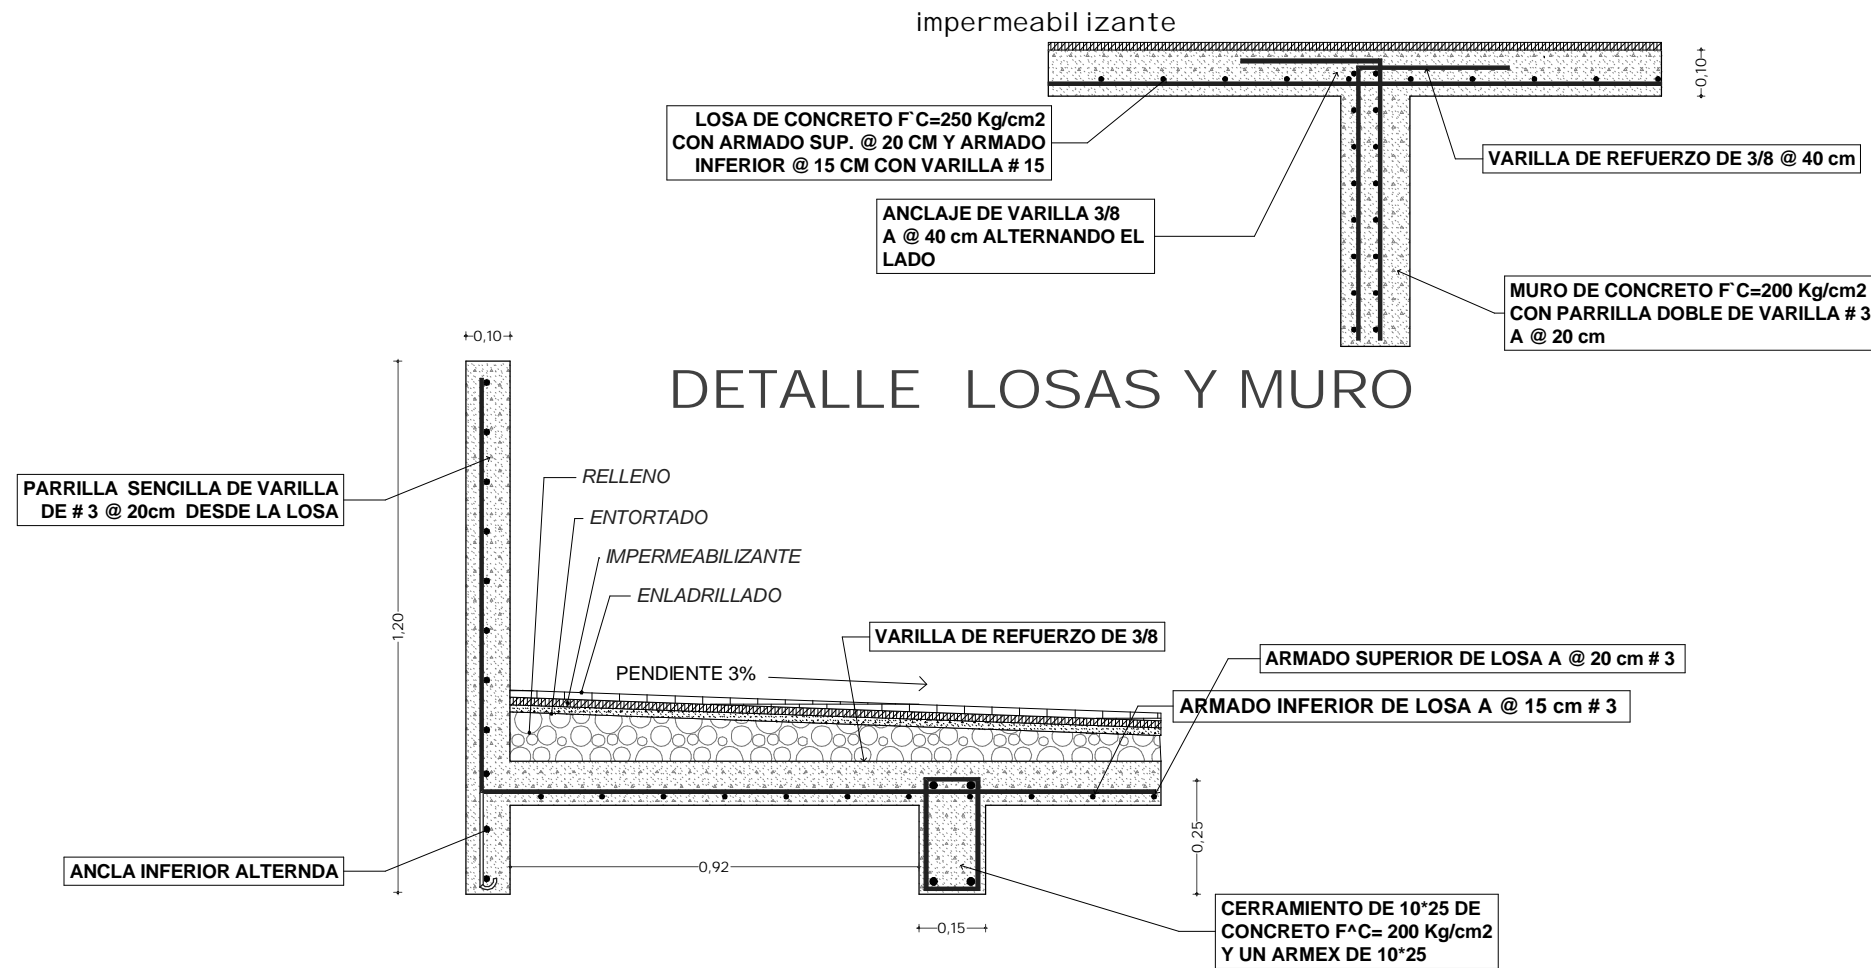 impermeabilizante
0,10
LOSA DE CONCRETO F`C=250 Kg/cm2
CON ARMADO SUP. @ 20 CM Y ARMADO
INFERIOR @ 15 CM CON VARILLA # 15
VARILLA DE REFUERZO DE 3/8 @ 40 cm
ANCLAJE DE VARILLA 3/8
A @ 40 cm ALTERNANDO EL
LADO
MURO DE CONCRETO F`C=200 Kg/cm2
CON PARRILLA DOBLE DE VARILLA # 3
A @ 20 cm
0,10
DETALLE LOSAS Y MURO
PARRILLA SENCILLA DE VARILLA
DE # 3 @ 20cm DESDE LA LOSA
RELLENO
ENTORTADO
IMPERMEABILIZANTE
ENLADRILLADO
1,20
VARILLA DE REFUERZO DE 3/8
PENDIENTE 3%
ARMADO SUPERIOR DE LOSA A @ 20 cm # 3
ARMADO INFERIOR DE LOSA A @ 15 cm # 3
0,25
ANCLA INFERIOR ALTERNDA
0,92
0,15
CERRAMIENTO DE 10*25 DE
CONCRETO F^C= 200 Kg/cm2
Y UN ARMEX DE 10*25